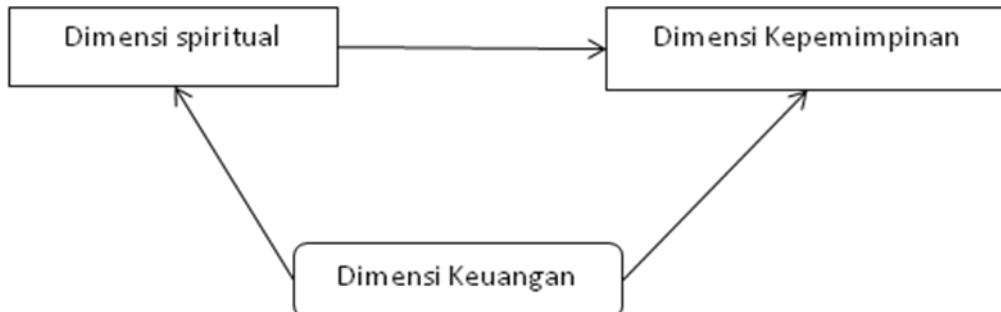 Dimensi spiritual
Dimensi Kepemimpinan
Dimensi Keuangan